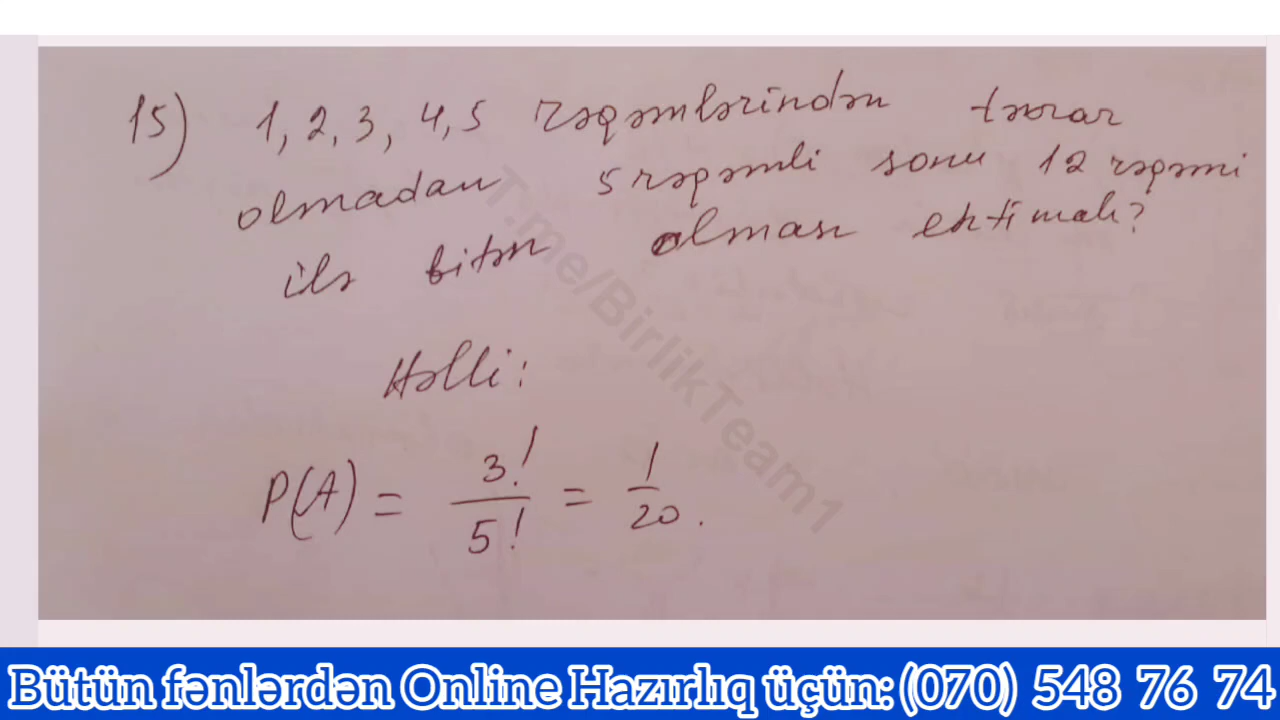 15) 1, 2, 3, 4, 5 rəqəmlərindən təkrar
olmadan 5 rəqəmli sonu 12 rəqəmi
ilə bitən olması ehtimalı?
Həlli:
P(A) = 3!/5! = 1/20.
T.me/BirlikTeam1
Bütün fənlərdən Online Hazırlıq üçün: (070) 548 76 74